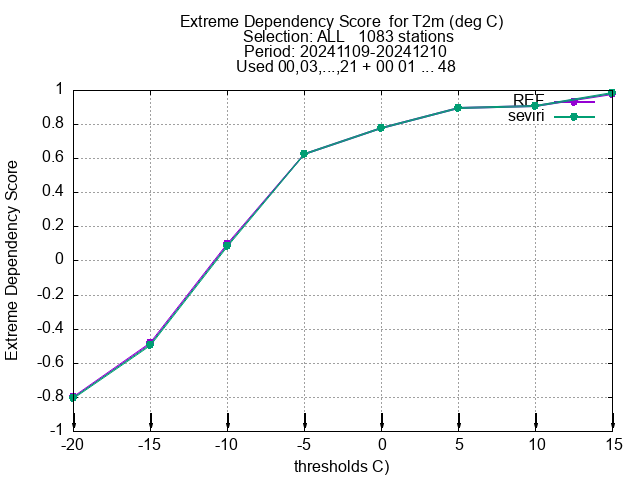 Extreme Dependency Score  for T2m (deg C)
Selection: ALL   1083 stations
Period: 20241109-20241210
Used 00,03,...,21 + 00 01 ... 48
1
0.8
0.6
0.4
0.2
0
-0.2
-0.4
-0.6
-0.8
-1
Extreme Dependency Score
REF
seviri
-20 -15 -10 -5 0 5 10 15
thresholds C)